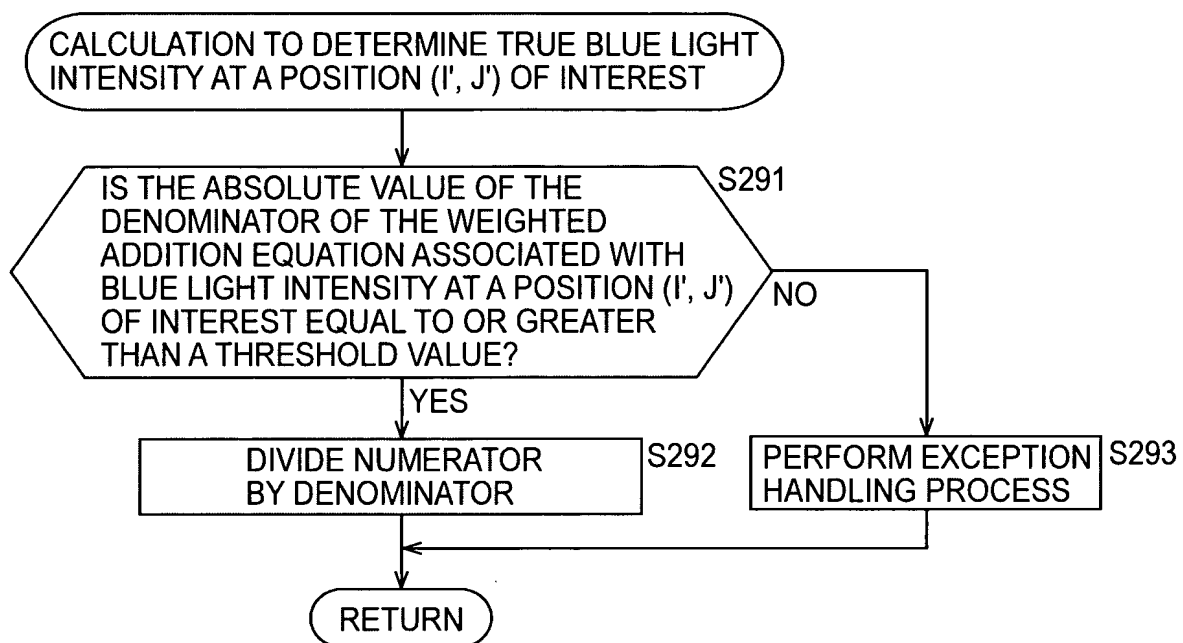 CALCULATION TO DETERMINE TRUE BLUE LIGHT
INTENSITY AT A POSITION (I', J') OF INTEREST
S291
IS THE ABSOLUTE VALUE OF THE
DENOMINATOR OF THE WEIGHTED
ADDITION EQUATION ASSOCIATED WITH
BLUE LIGHT INTENSITY AT A POSITION (I', J')
OF INTEREST EQUAL TO OR GREATER
THAN A THRESHOLD VALUE?
NO
YES
DIVIDE NUMERATOR
BY DENOMINATOR
S292
PERFORM EXCEPTION
HANDLING PROCESS
S293
RETURN